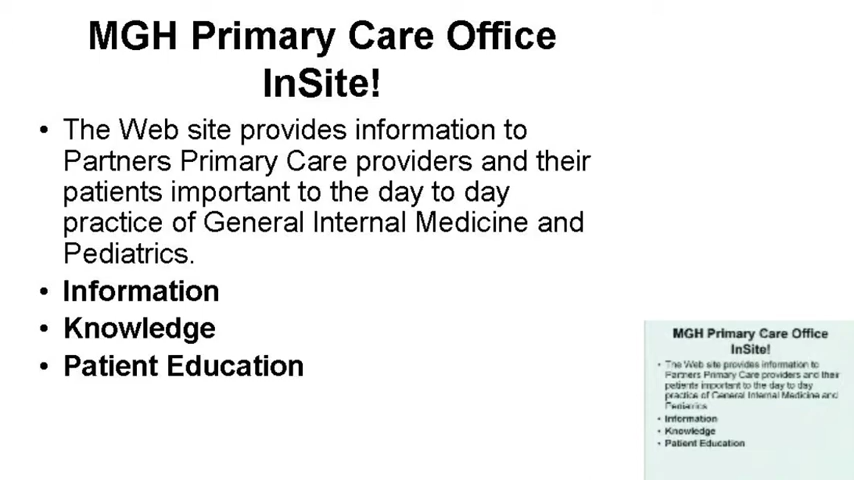 MGH Primary Care Office
InSite!
• The Web site provides information to
Partners Primary Care providers and their
patients important to the day to day
practice of General Internal Medicine and
Pediatrics.
• Information
• Knowledge
• Patient Education
MGH Primary Care Office
InSite!
• The Web site provides information to
Partners Primary Care providers and their
patients important to the day to day
practice of General Internal Medicine and
Pediatrics.
• Information
• Knowledge
• Patient Education